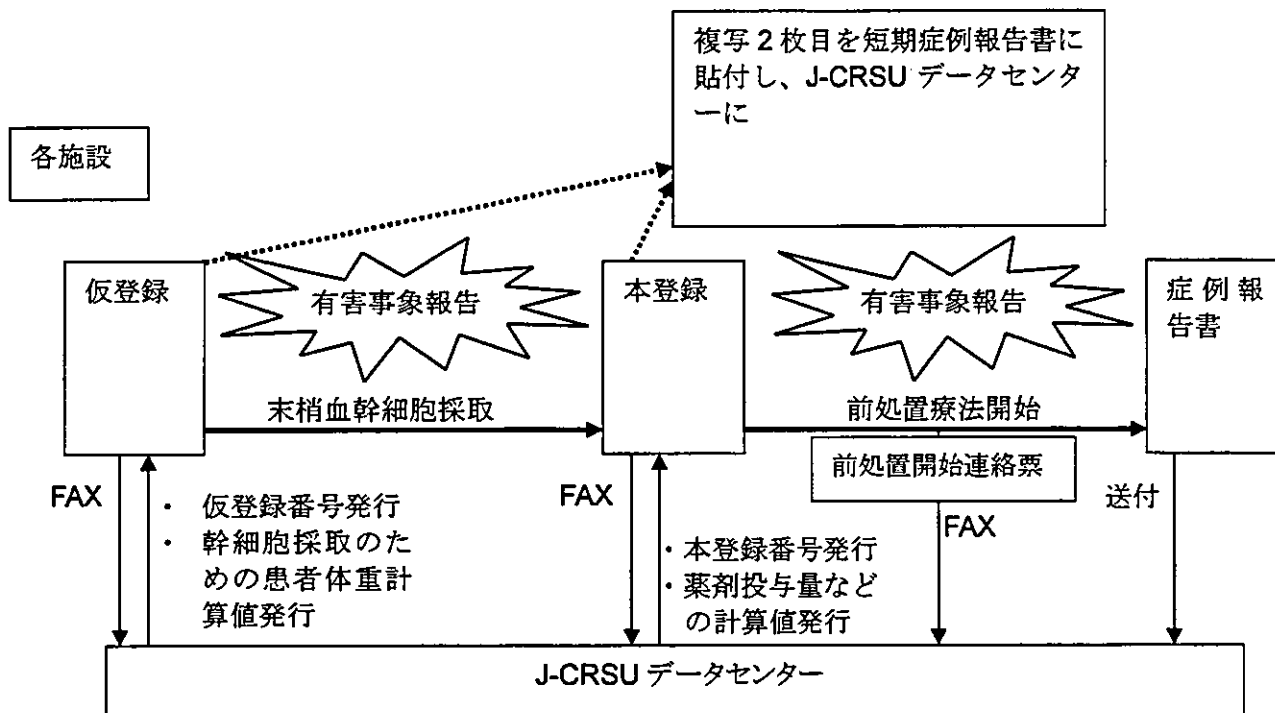 複写2枚目を短期症例報告書に
貼付し、J-CRSU データセンタ
ーに
各施設
仮登録
有害事象報告
本登録
有害事象報告
症例報
告書
末梢血幹細胞採取
前処置療法開始
前処置開始連絡票
FAX
・ 仮登録番号発行
・ 幹細胞採取のた
めの患者体重計
算値発行
FAX
・本登録番号発行
・薬剤投与量など
の計算値発行
FAX
送付
J-CRSU データセンター